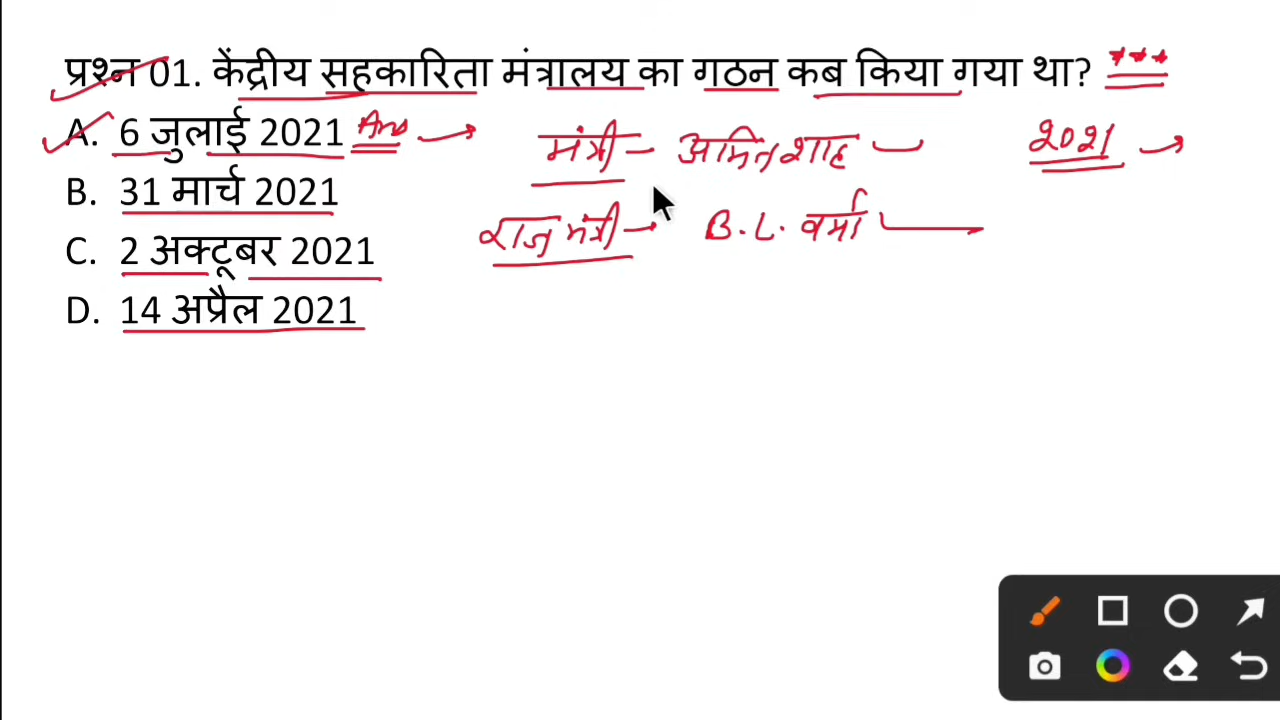 प्रश्न 01. केंद्रीय सहकारिता मंत्रालय का गठन कब किया गया था? ***
A. 6 जुलाई 2021 Ans → मंत्री - अमित शाह 2021 →
B. 31 मार्च 2021
राज्य मंत्री → B.L. वर्मा
C. 2 अक्टूबर 2021
D. 14 अप्रैल 2021